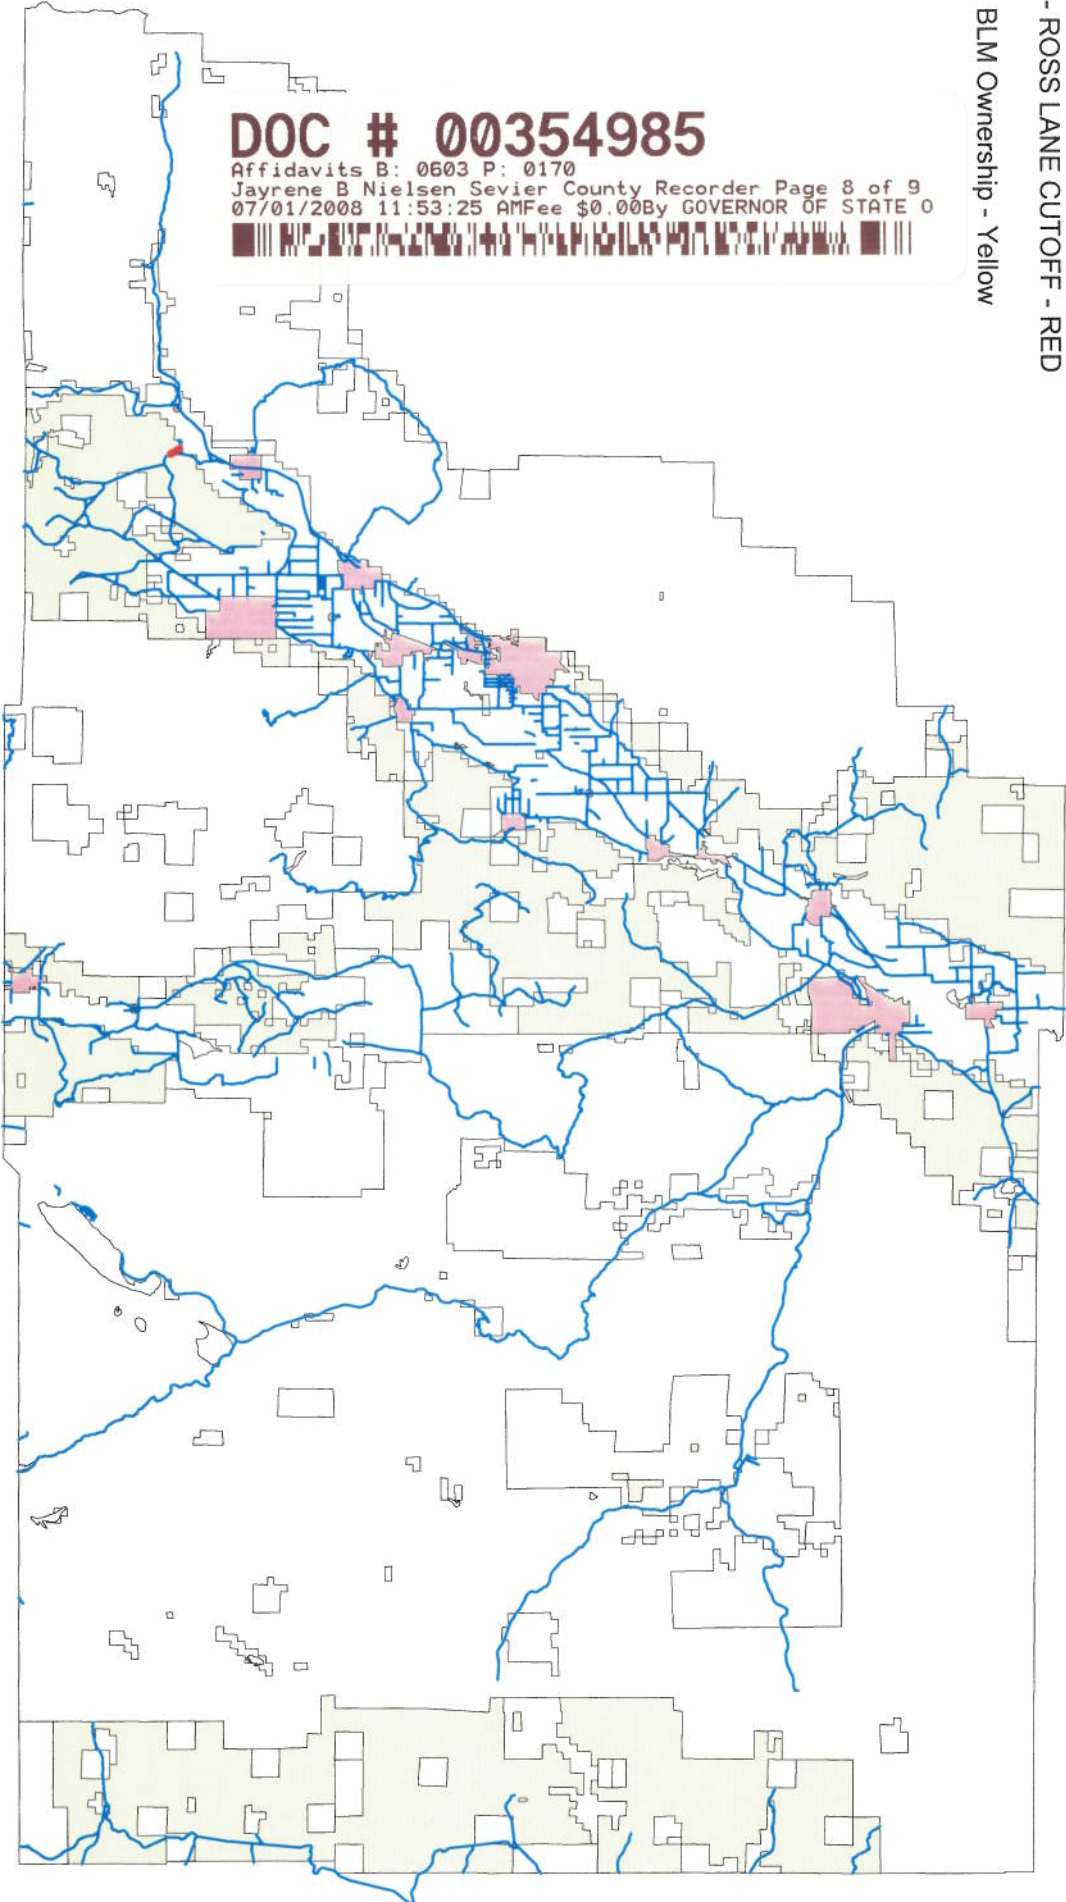 - ROSS LANE CUTOFF - RED
BLM Ownership - Yellow
DOC # 00354985
Affidavits B: 0603 P: 0170
Jayrene B Nielsen Sevier County Recorder Page 8 of 9
07/01/2008 11:53:25 AMFee $0.00By GOVERNOR OF STATE O